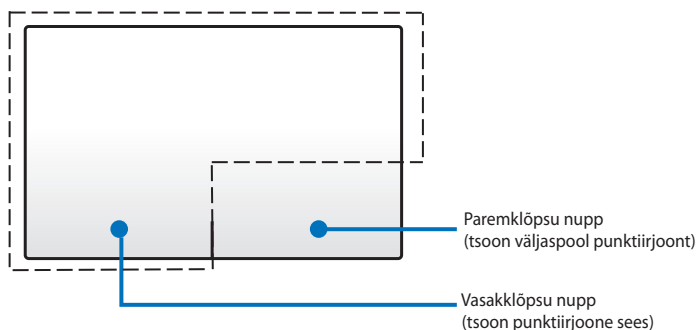 Paremklõpsu nupp
(tsoon väljaspool punktiirjoont)
Vasakklõpsu nupp
(tsoon punktiirjoone sees)